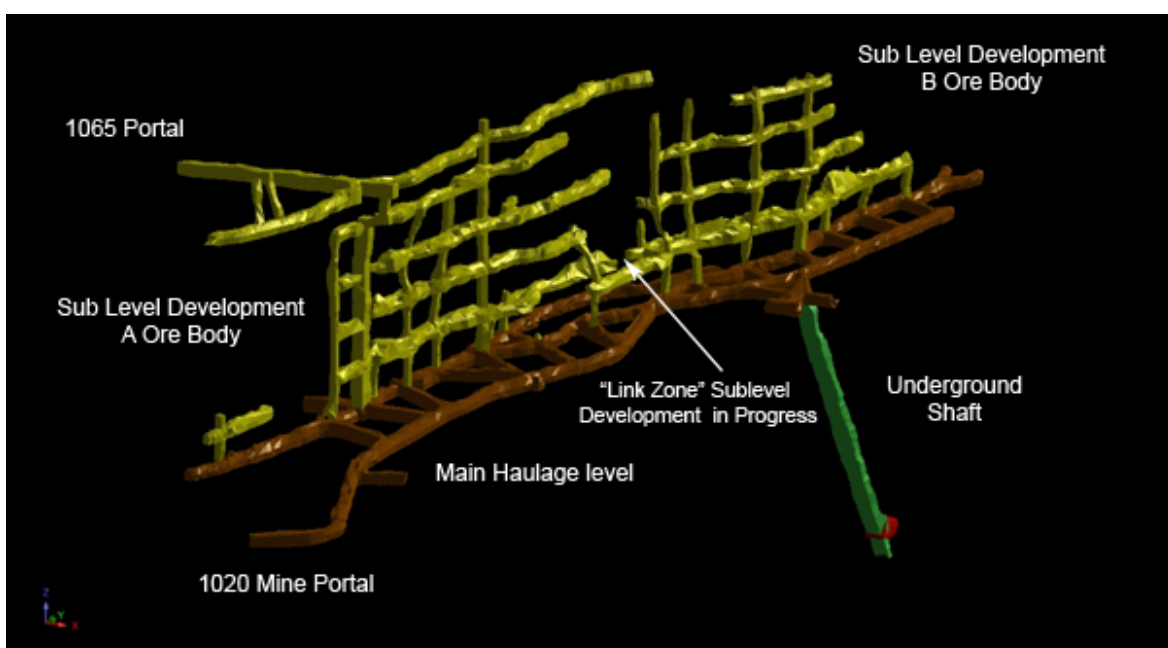 Sub Level Development
B Ore Body
1065 Portal
Sub Level Development
A Ore Body
“Link Zone” Sublevel
Development in Progress
Underground
Shaft
Main Haulage level
1020 Mine Portal
Z
Y
X